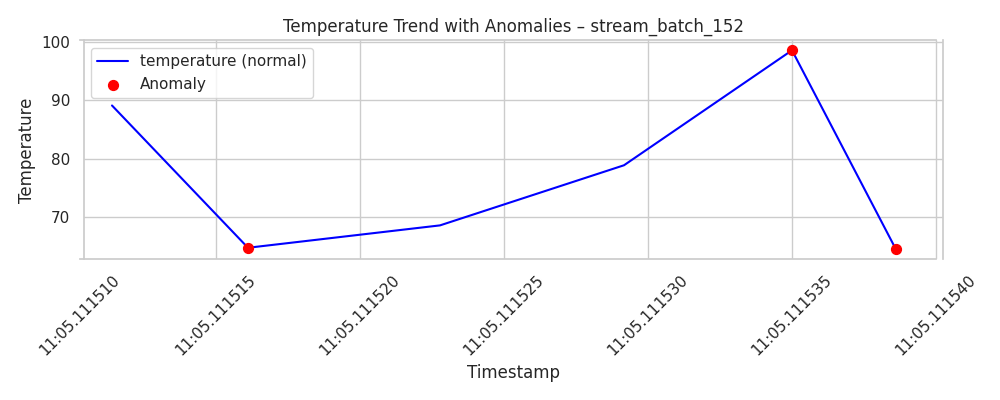 Temperature Trend with Anomalies – stream_batch_152
temperature (normal)
Anomaly
Temperature
100
90
80
70
11:05.111510
11:05.111515
11:05.111520
11:05.111525
11:05.111530
11:05.111535
11:05.111540
Timestamp